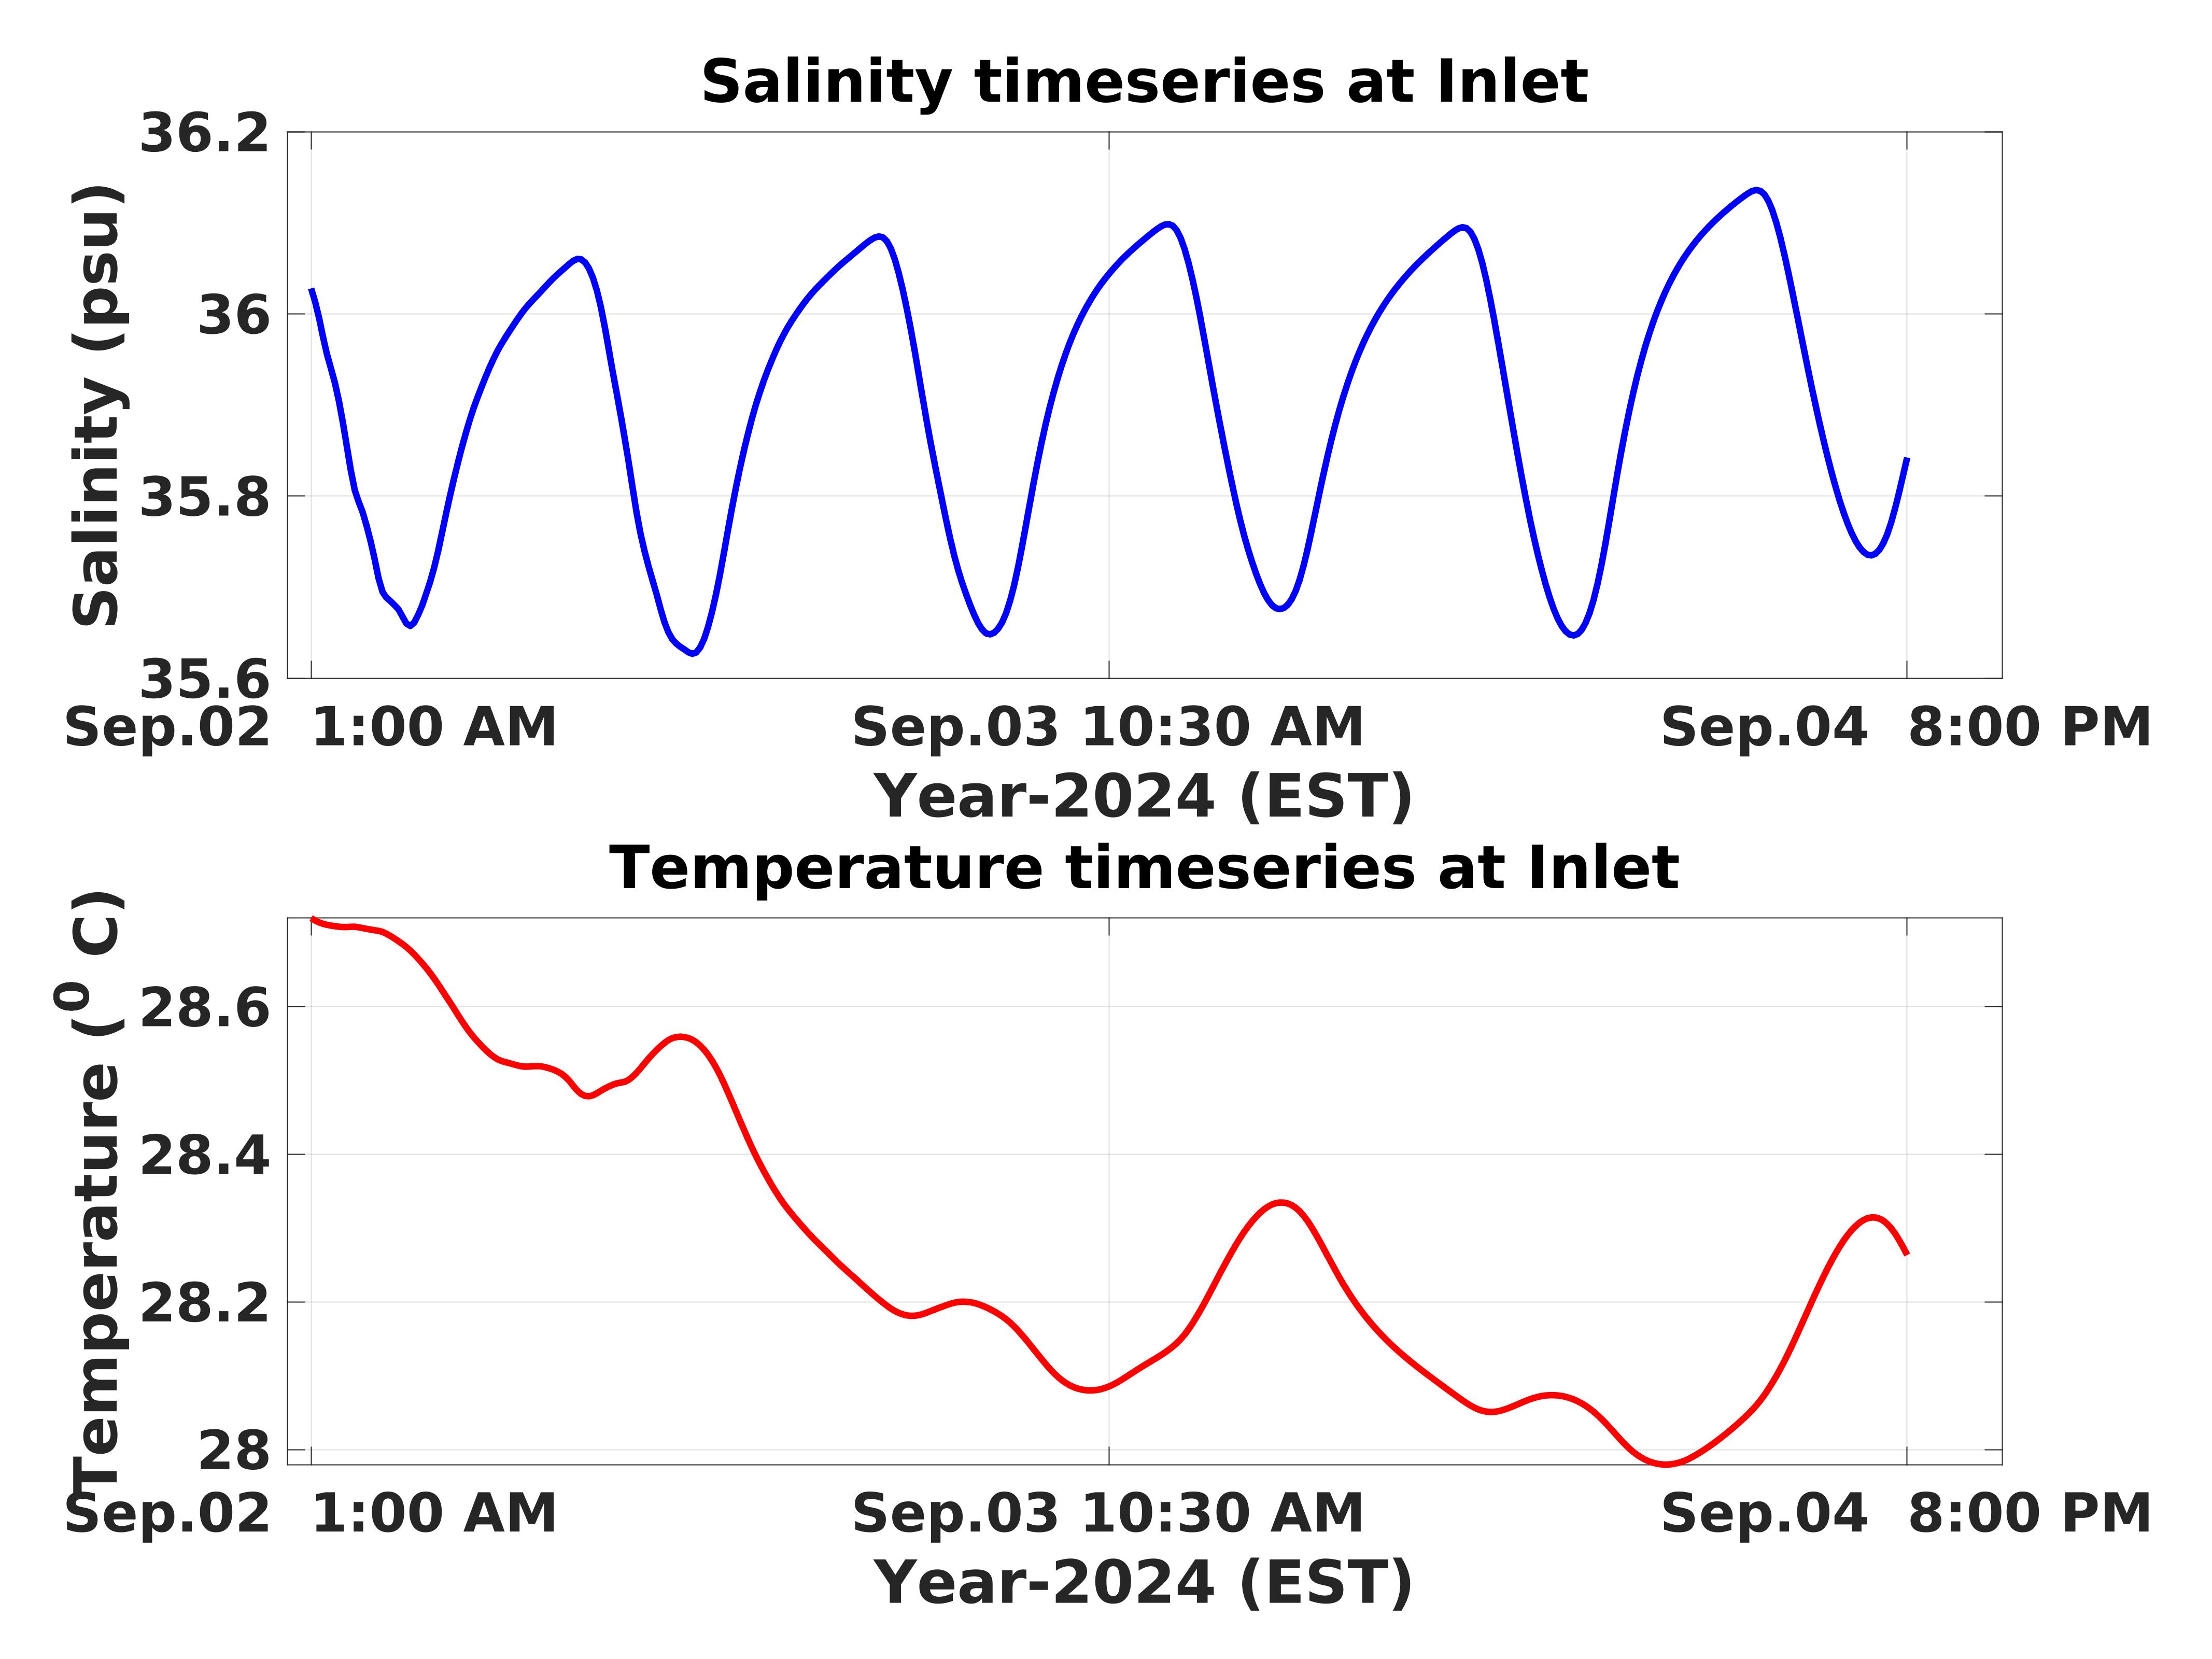 Salinity timeseries at Inlet
Salinity (psu)
36.2
36
35.8
35.6
Sep.02 1:00 AM
Sep.03 10:30 AM
Sep.04 8:00 PM
Year-2024 (EST)
Temperature timeseries at Inlet
Temperature (⁰ C)
28.6
28.4
28.2
28
Sep.02 1:00 AM
Sep.03 10:30 AM
Sep.04 8:00 PM
Year-2024 (EST)